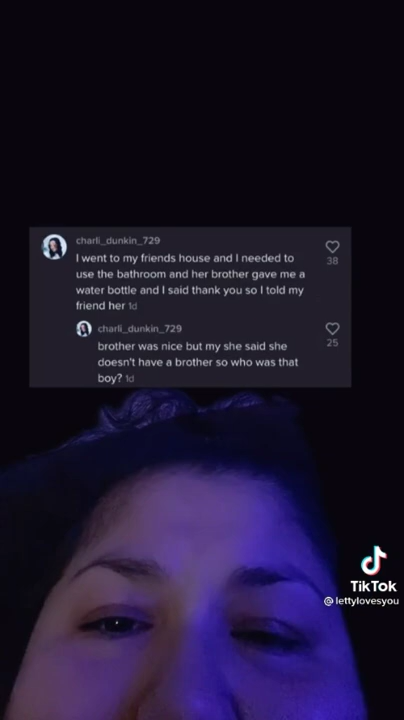 charli_dunkin_729
I went to my friends house and I needed to
use the bathroom and her brother gave me a
water bottle and I said thank you so I told my
friend her 1d
38
charli_dunkin_729
brother was nice but my she said she
doesn't have a brother so who was that
boy? 1d
25
TikTok
@lettylovesyou